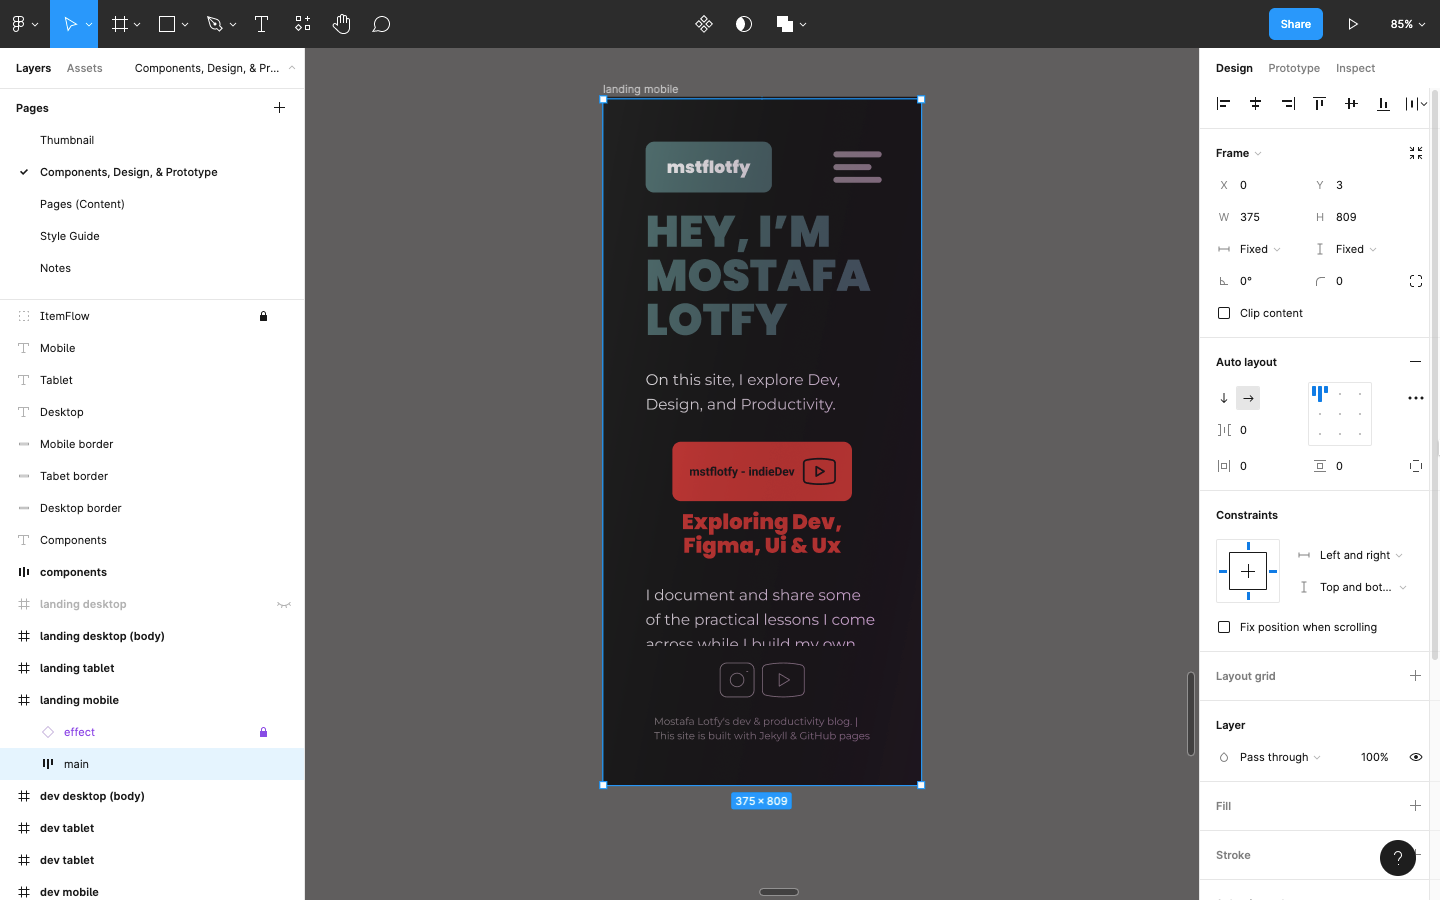 Share
85%
Layers
Assets
Components, Design, & Pr...
Pages
Thumbnail
Components, Design, & Prototype
Pages (Content)
Style Guide
Notes
ItemFlow
Mobile
Tablet
Desktop
Mobile border
Tabet border
Desktop border
Components
components
landing desktop
landing desktop (body)
landing tablet
landing mobile
effect
main
dev desktop (body)
dev tablet
dev tablet
dev mobile
landing mobile
mstflotfy
HEY, I’M
MOSTAFA
LOTFY
On this site, I explore Dev,
Design, and Productivity.
mstflotfy - indieDev
Exploring Dev,
Figma, Ui & Ux
I document and share some
of the practical lessons I come
across while I build my own
Mostafa Lotfy's dev & productivity blog. |
This site is built with Jekyll & GitHub pages
375 × 809
Design
Prototype
Inspect
Frame
X 0
Y 3
W 375
H 809
Fixed
Fixed
0°
0
Clip content
Auto layout
0
0
0
Constraints
Left and right
Top and bot...
Fix position when scrolling
Layout grid
Layer
Pass through
100%
Fill
Stroke
?